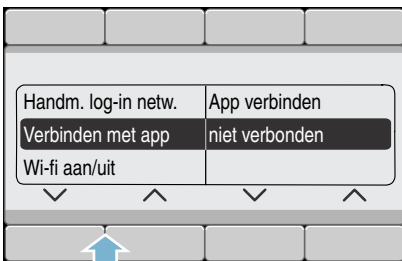 Handm. log-in netw. App verbinden
Verbinden met app niet verbonden
Wi-fi aan/uit